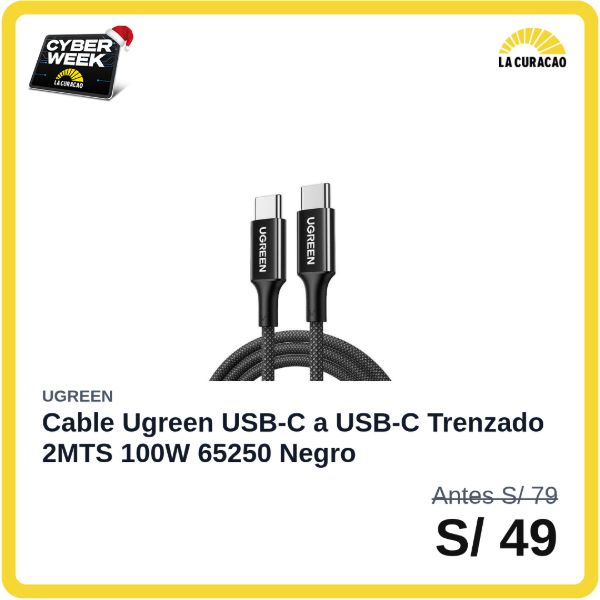 CYBER
WEEK
LA CURACAO
LA CURACAO
UGREEN
UGREEN
UGREEN
Cable Ugreen USB-C a USB-C Trenzado
2MTS 100W 65250 Negro
Antes S/ 79
S/ 49